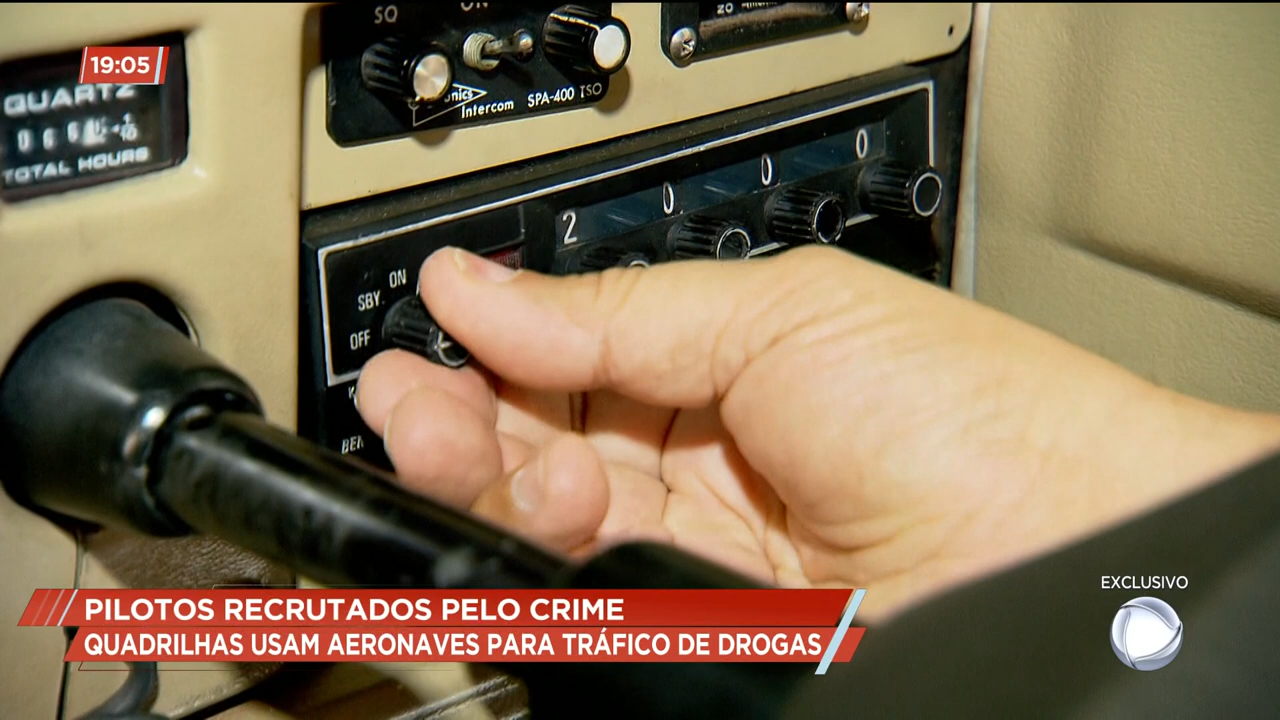 19:05
QUARTZ
TOTAL HOURS
SQ
ON
Intercom SPA-400 TSO
2 0 0 0
ON
SBY
OFF
PILOTOS RECRUTADOS PELO CRIME
QUADRILHAS USAM AERONAVES PARA TRÁFICO DE DROGAS
EXCLUSIVO